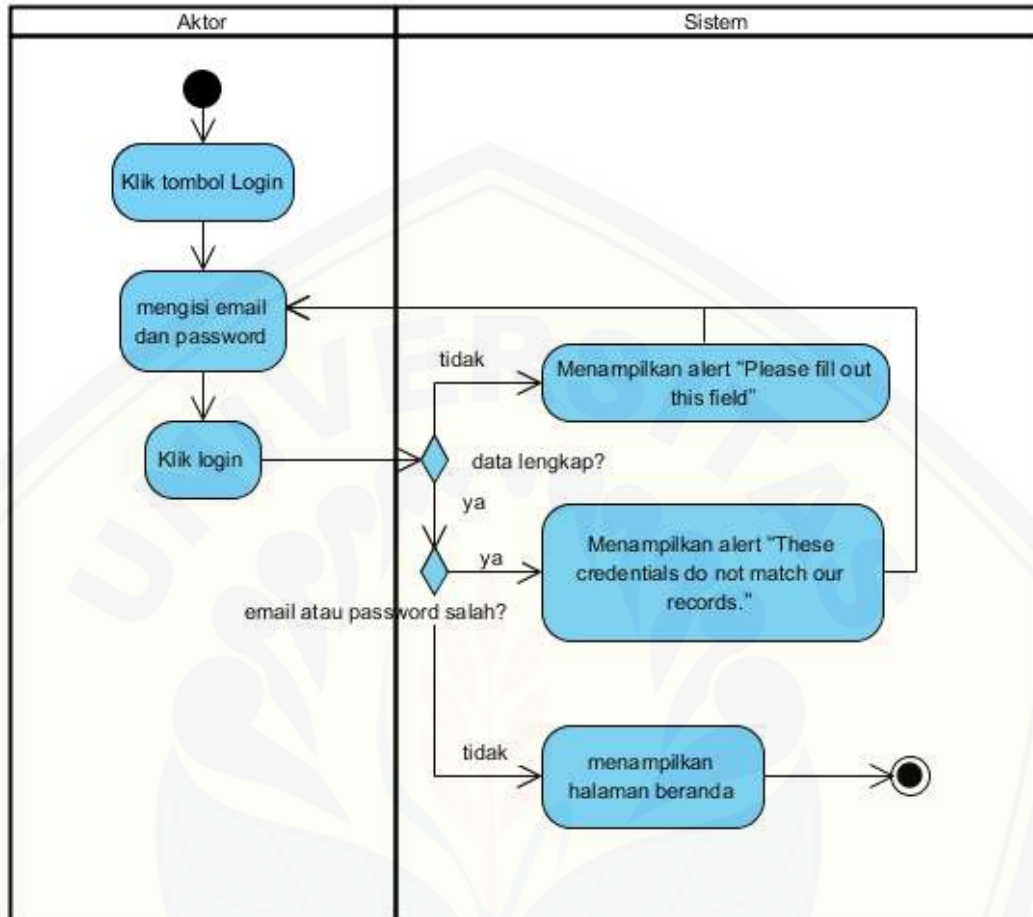 Aktor
Sistem
Klik tombol Login
mengisi email
dan password
Klik login
tidak
Menampilkan alert “Please fill out
this field”
data lengkap?
ya
ya
Menampilkan alert “These
credentials do not match our
records.”
email atau password salah?
tidak
menampilkan
halaman beranda
UNIVERSITAS